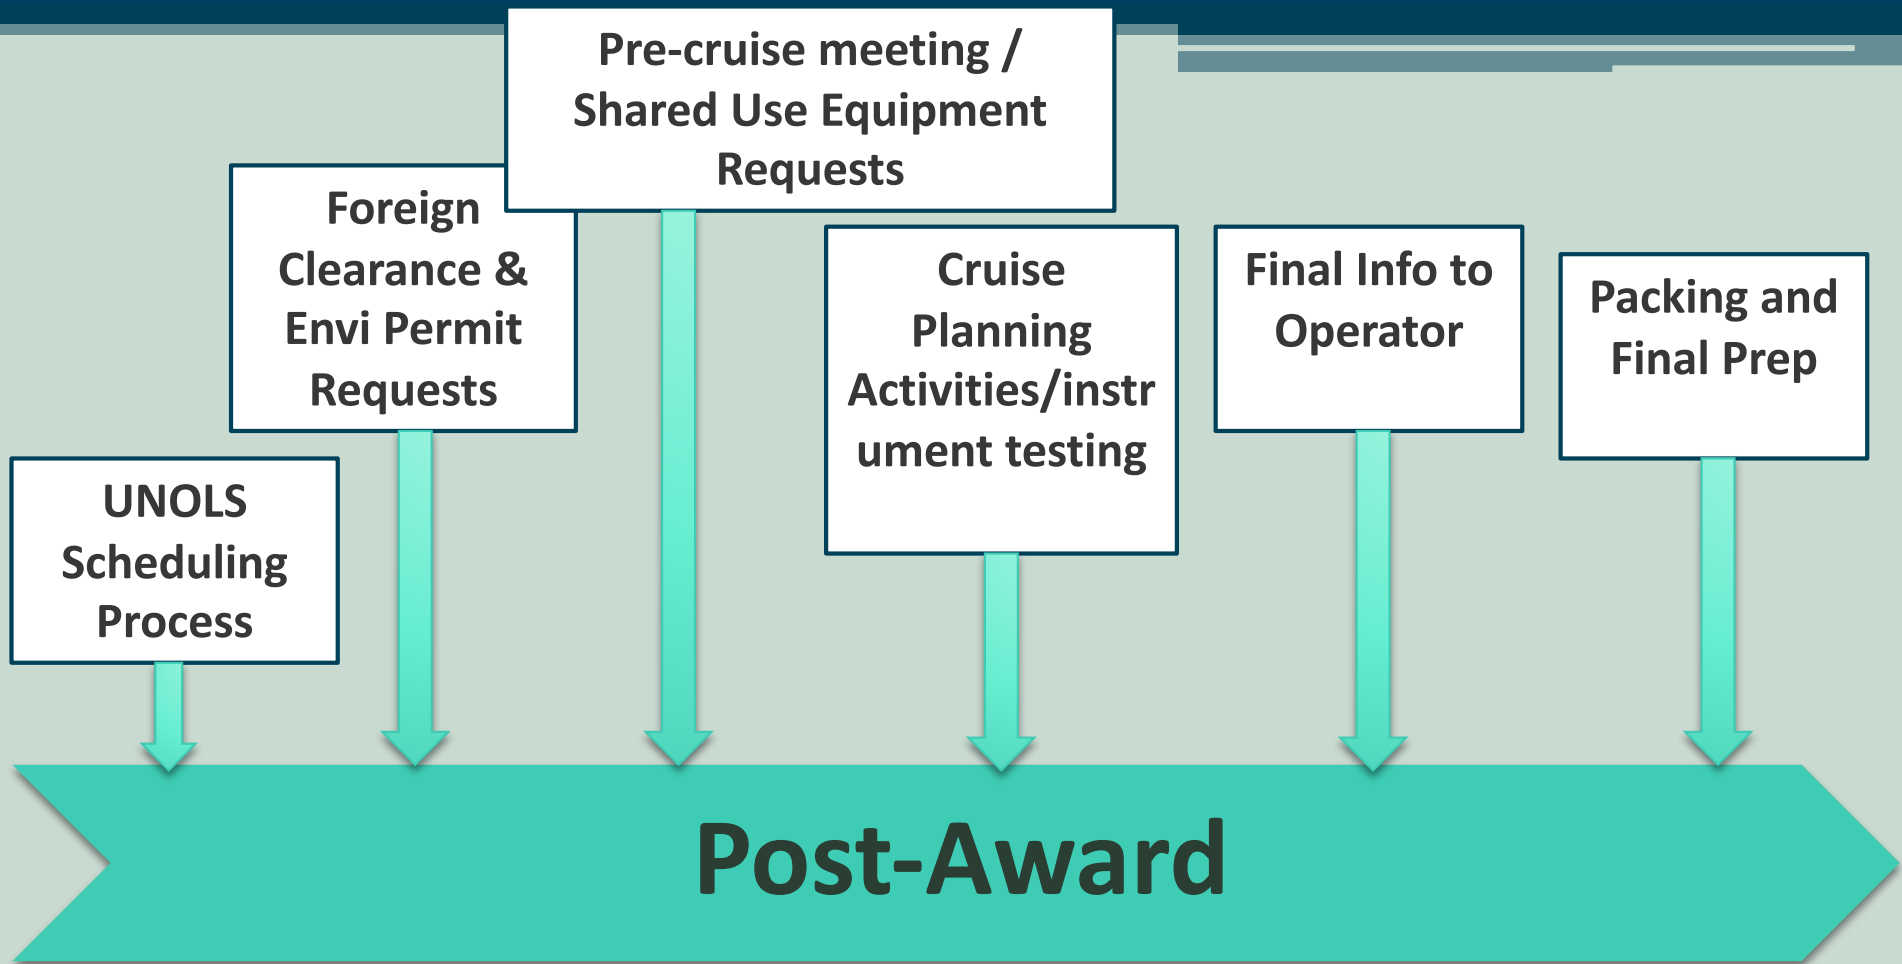 Pre-cruise meeting /
Shared Use Equipment
Requests
Foreign
Clearance &
Envi Permit
Requests
Cruise
Planning
Activities/instr
ument testing
Final Info to
Operator
Packing and
Final Prep
UNOLS
Scheduling
Process
Post-Award